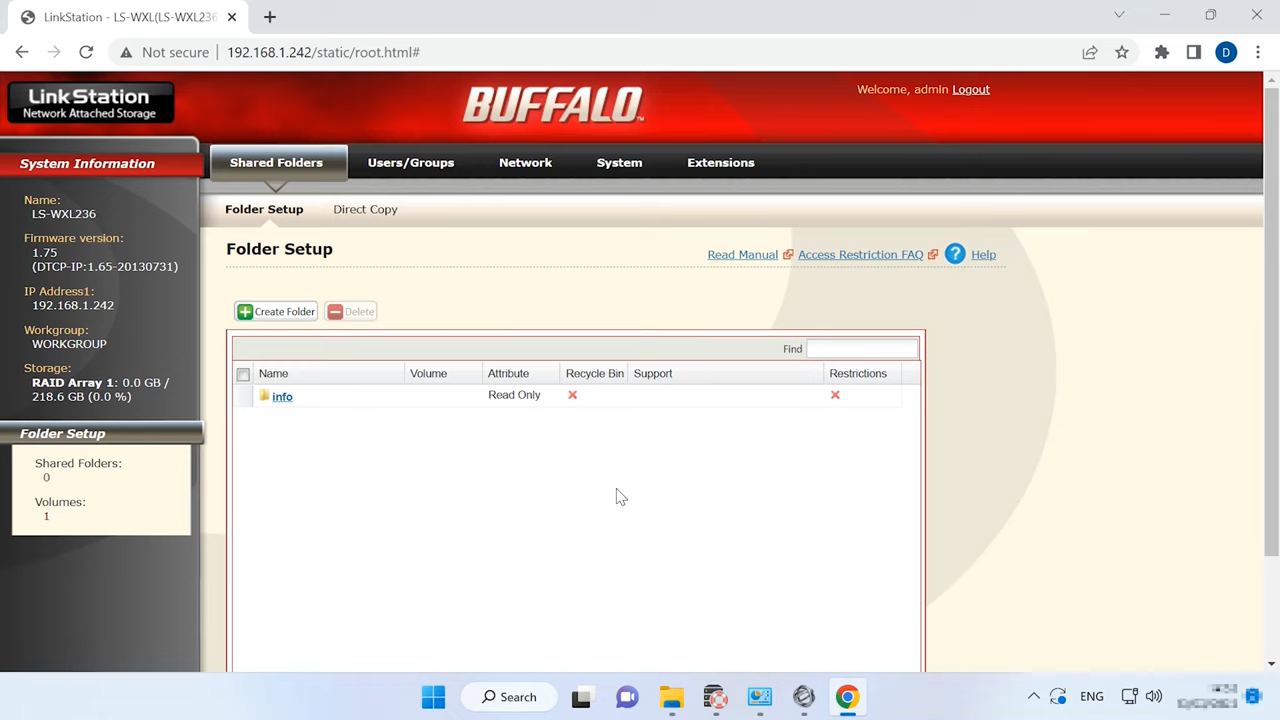 LinkStation - LS-WXL(LS-WXL236
Not secure
192.168.1.242/static/root.html#
D
LinkStation
Network Attached Storage
BUFFALO
Welcome, admin Logout
System Information
Shared Folders
Users/Groups
Network
System
Extensions
Name:
LS-WXL236
Firmware version:
1.75
(DTCP-IP:1.65-20130731)
IP Address1:
192.168.1.242
Workgroup:
WORKGROUP
Storage:
RAID Array 1: 0.0 GB /
218.6 GB (0.0 %)
Folder Setup
Shared Folders:
0
Volumes:
1
Folder Setup
Direct Copy
Folder Setup
Read Manual
Access Restriction FAQ
? Help
Create Folder
Delete
Find
Name
Volume
Attribute
Recycle Bin
Support
Restrictions
info
Read Only
Search
ENG